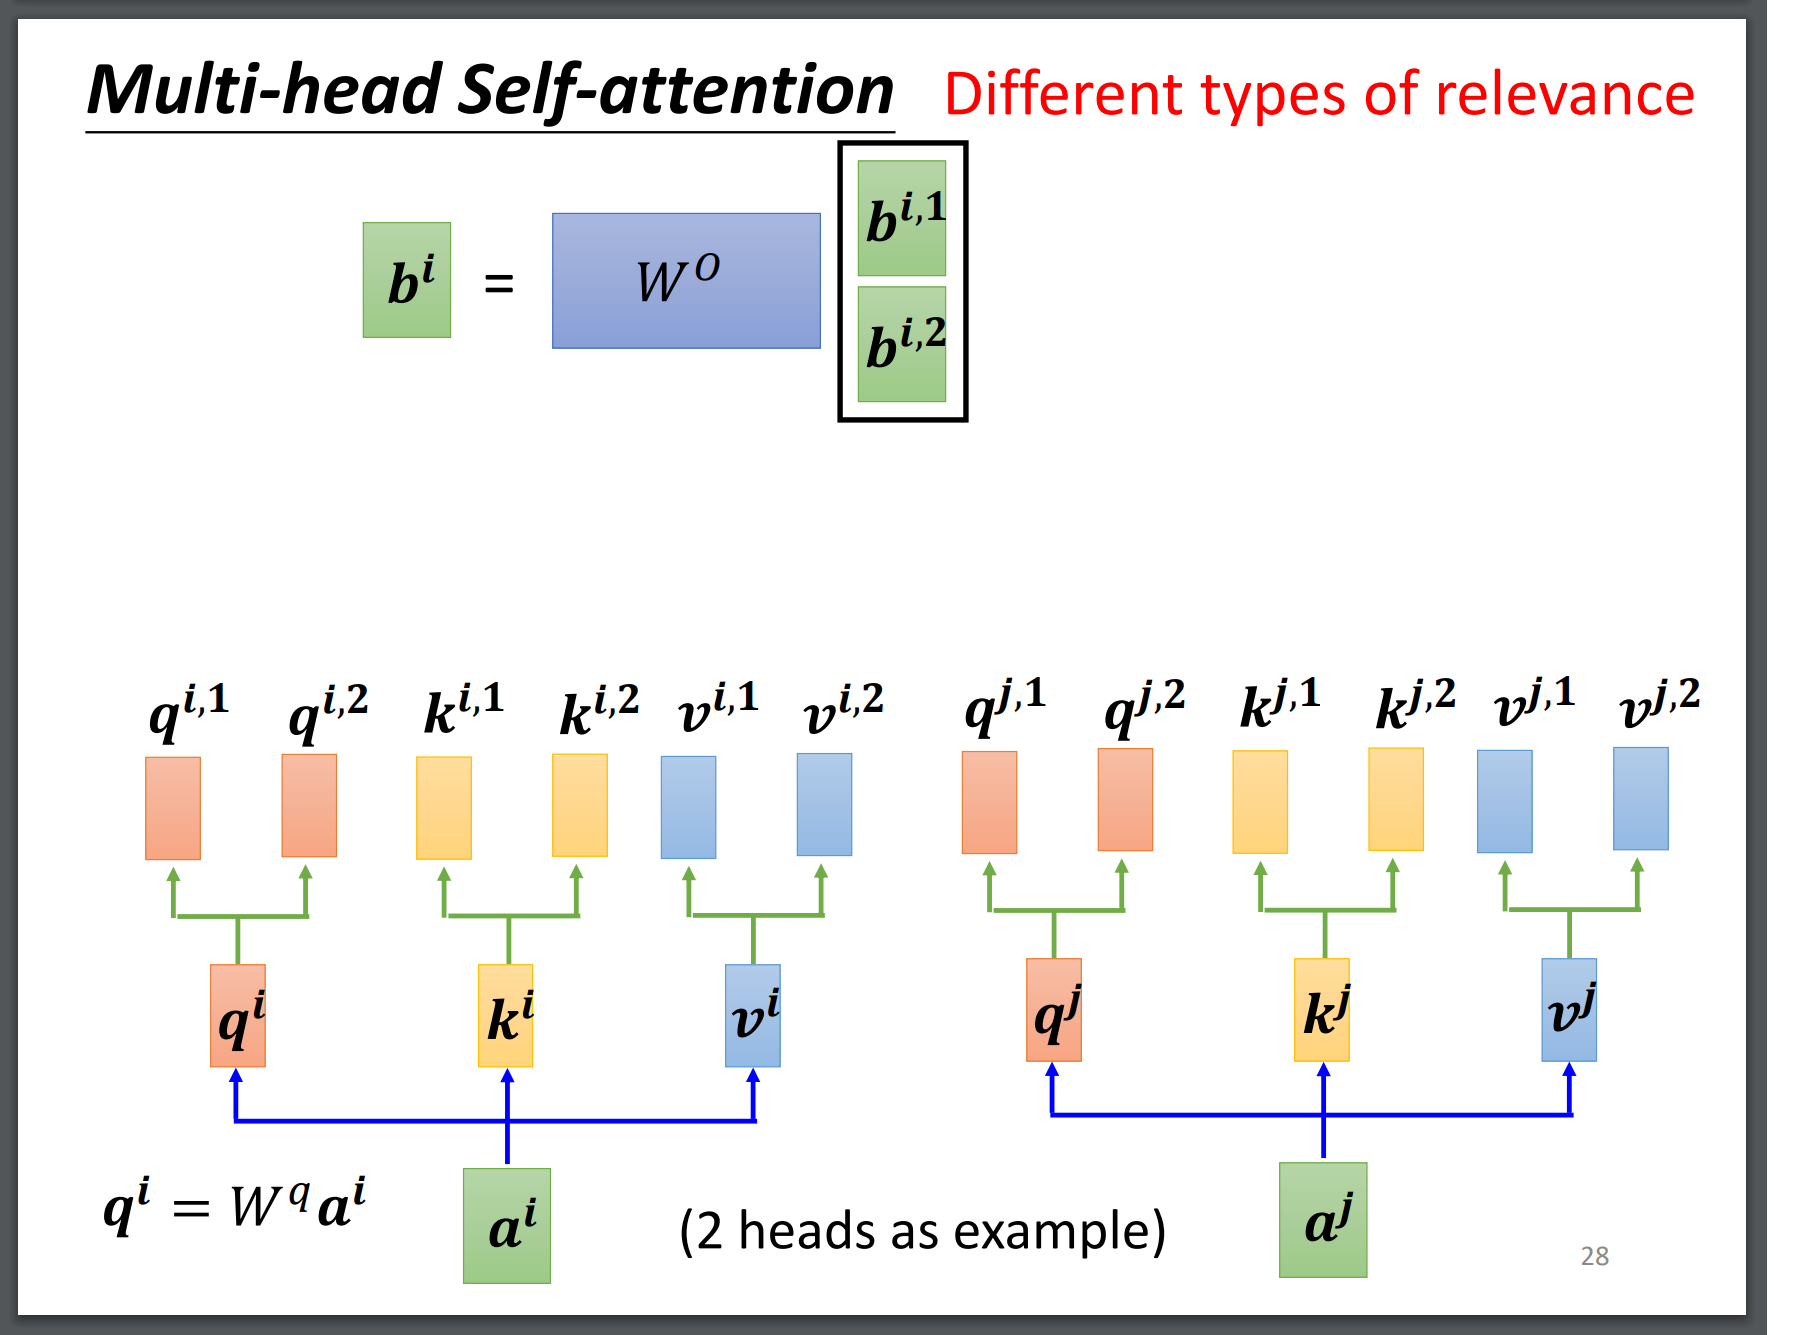 Multi-head Self-attention Different types of relevance
b^{i,1}
b^i = W^O
b^{i,2}
q^{i,1} q^{i,2} k^{i,1} k^{i,2} v^{i,1} v^{i,2} q^{j,1} q^{j,2} k^{j,1} k^{j,2} v^{j,1} v^{j,2}
q^i k^i v^i q^j k^j v^j
q^i = W^q a^i a^i (2 heads as example) a^j
28